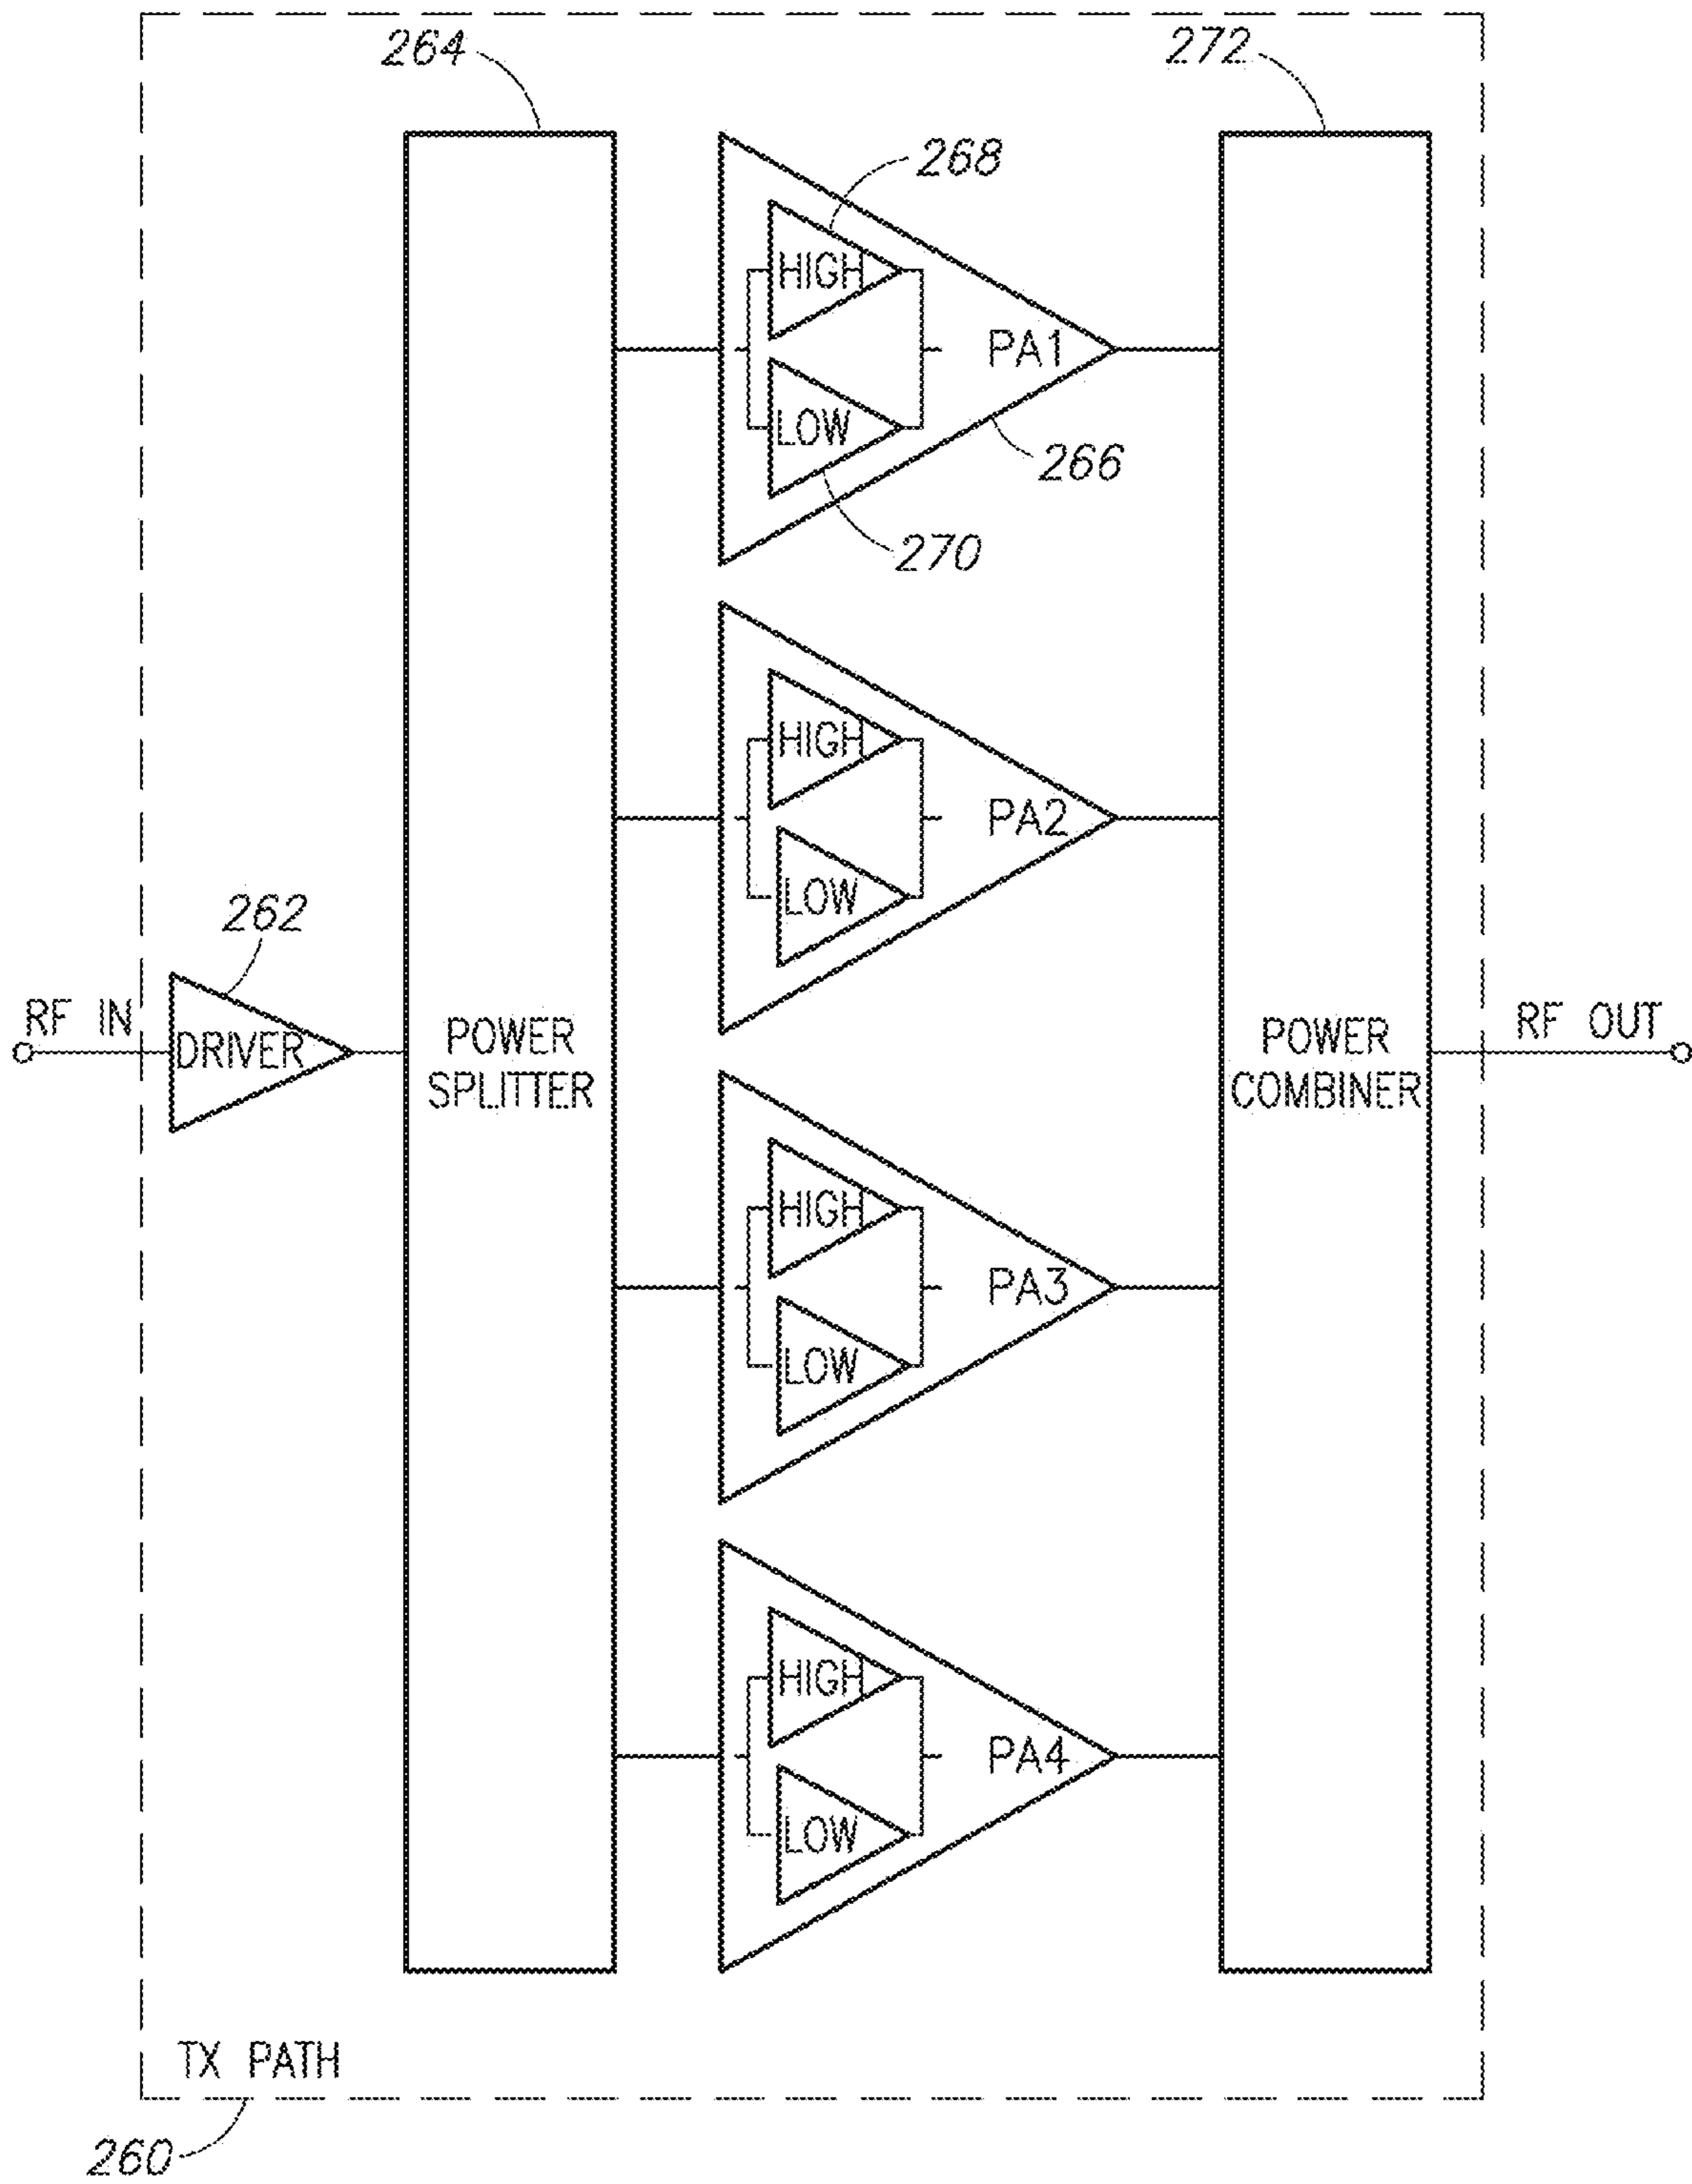 264
272
268
HIGH
PA1
LOW
266
270
HIGH
PA2
LOW
262
RF IN
DRIVER
POWER
SPLITTER
POWER
COMBINER
RF OUT
HIGH
PA3
LOW
HIGH
PA4
LOW
TX PATH
260